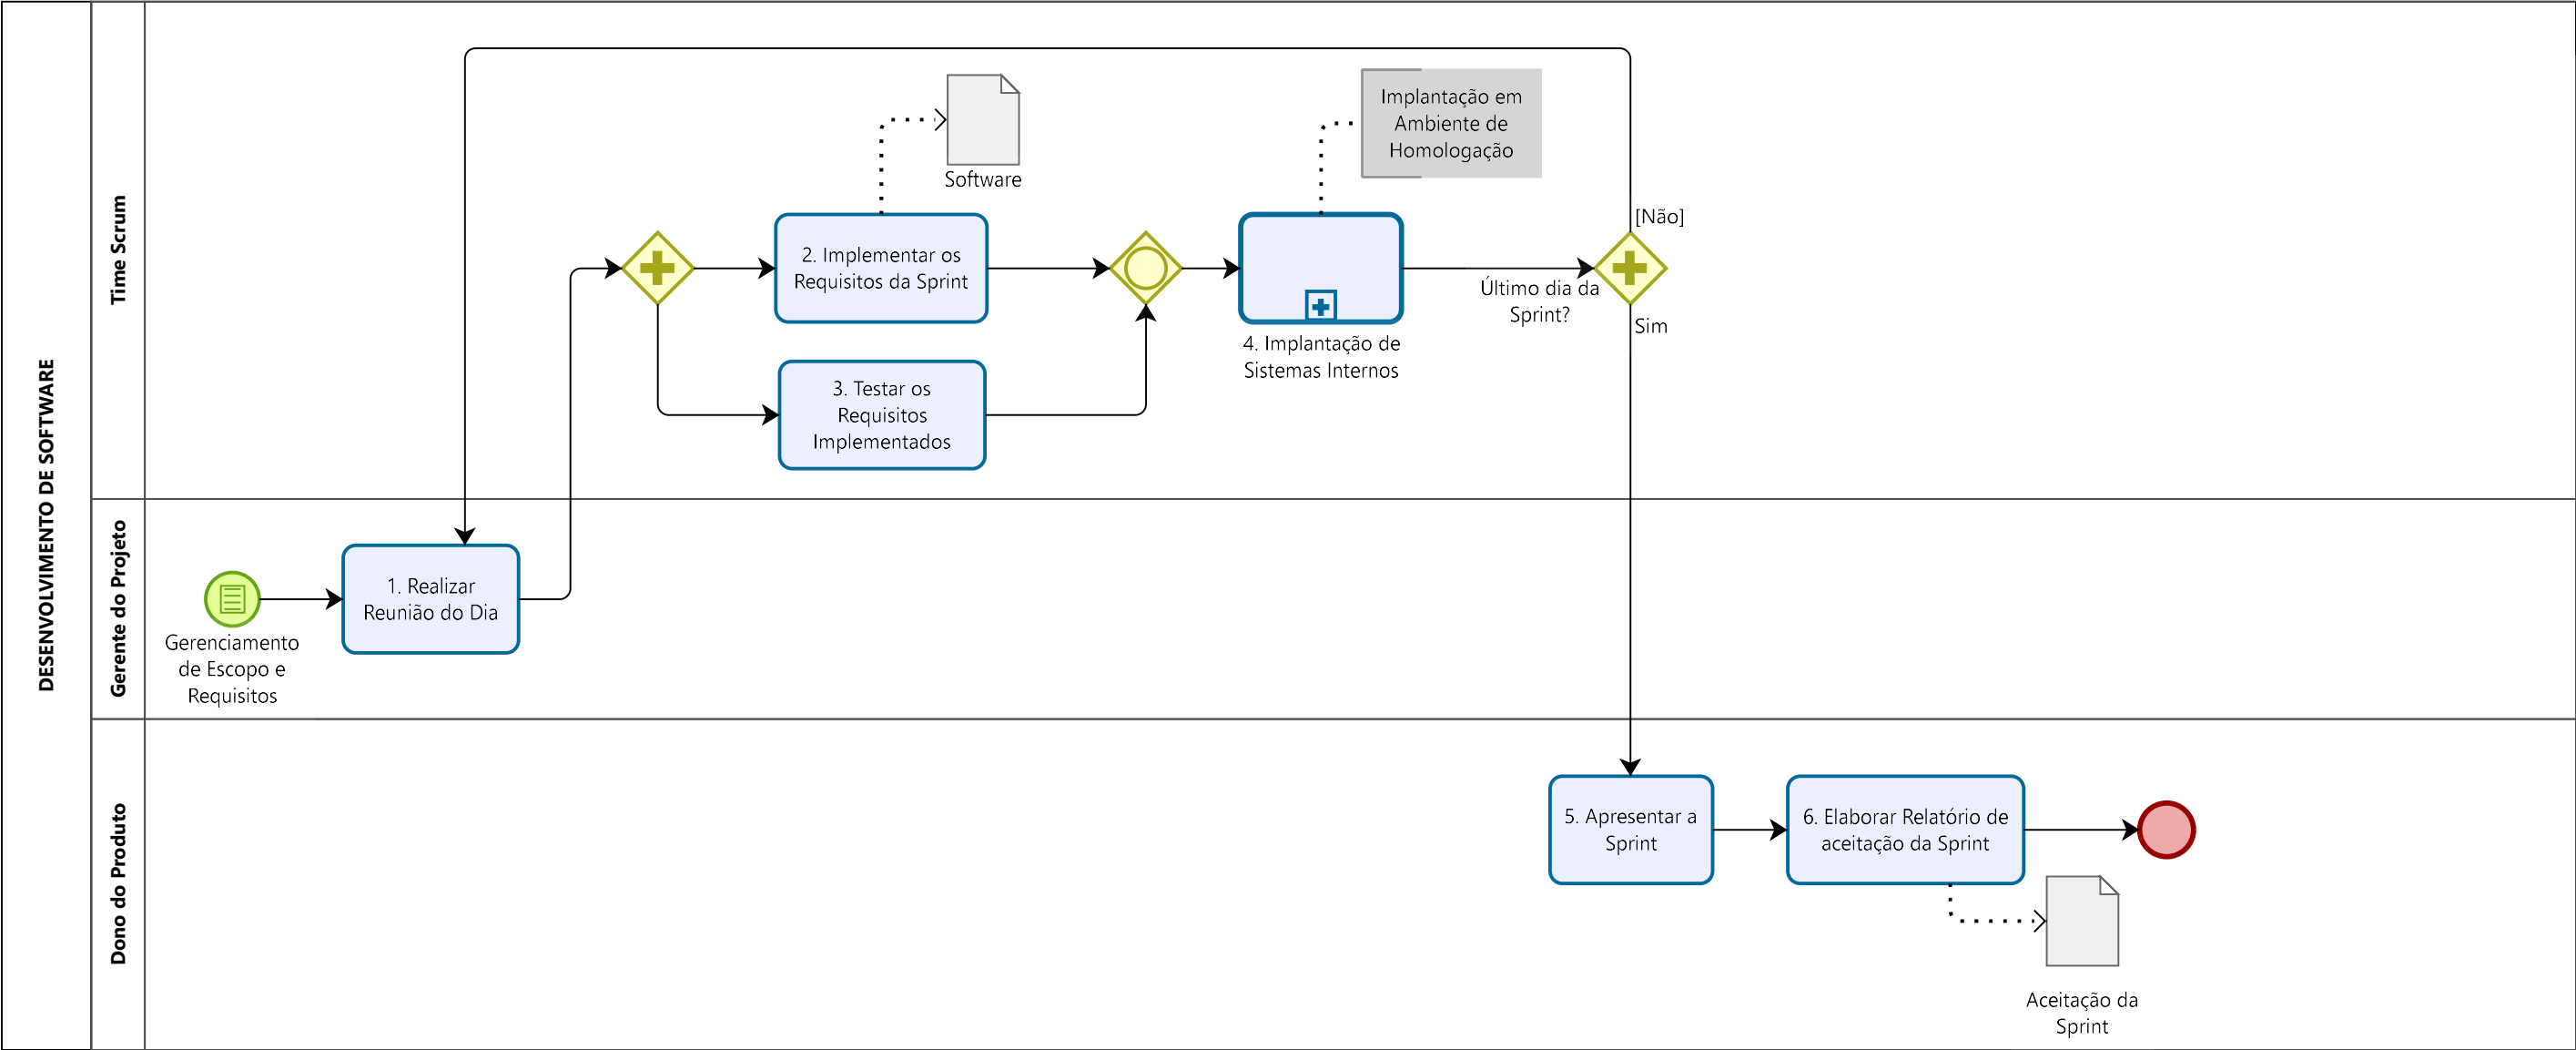 DESENVOLVIMENTO DE SOFTWARE
Time Scrum
Software
Implantação em
Ambiente de
Homologação
[Não]
2. Implementar os
Requisitos da Sprint
Último dia da
Sprint?
Sim
4. Implantação de
Sistemas Internos
3. Testar os
Requisitos
Implementados
Gerente do Projeto
Gerenciamento
de Escopo e
Requisitos
1. Realizar
Reunião do Dia
Dono do Produto
5. Apresentar a
Sprint
6. Elaborar Relatório de
aceitação da Sprint
Aceitação da
Sprint